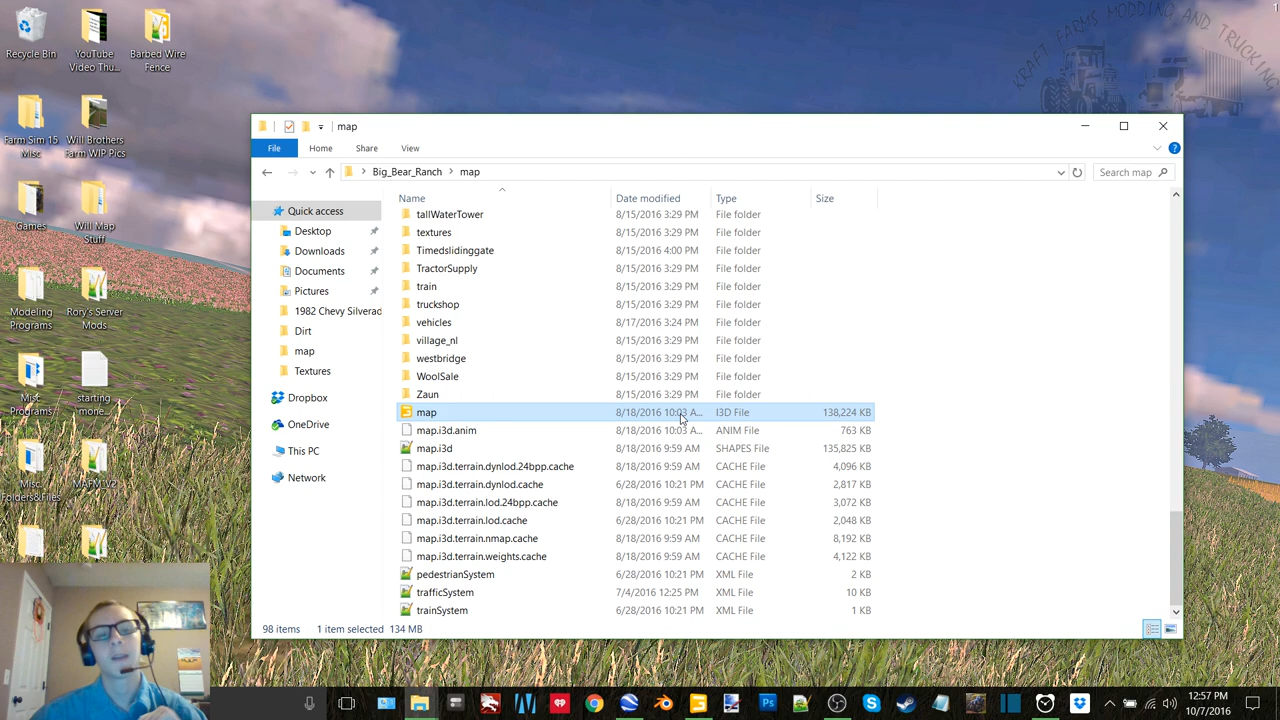 KRAFT FARMS MODDING AND TRUCKING
Recycle Bin
YouTube Video Thu...
Barbed Wire Fence
Farm Sim 15 Misc
Will Brothers Farm WIP Pics
Games
Will Map Stuff
Modeling Programs
Rory's Server Mods
Misc Programs
starting mone...
Misc Folders&Files
MAFM V2
map
File
Home
Share
View
Big_Bear_Ranch
map
Search map
Quick access
Desktop
Downloads
Documents
Pictures
1982 Chevy Silverad
Dirt
map
Textures
Dropbox
OneDrive
This PC
Network
Name Date modified Type Size
tallWaterTower 8/15/2016 3:29 PM File folder
textures 8/15/2016 3:29 PM File folder
Timedslidinggate 8/15/2016 4:00 PM File folder
TractorSupply 8/15/2016 3:29 PM File folder
train 8/15/2016 3:29 PM File folder
truckshop 8/15/2016 3:29 PM File folder
vehicles 8/17/2016 3:24 PM File folder
village_nl 8/15/2016 3:29 PM File folder
westbridge 8/15/2016 3:29 PM File folder
WoolSale 8/15/2016 3:29 PM File folder
Zaun 8/15/2016 3:29 PM File folder
map 8/18/2016 10:03 A... I3D File 138,224 KB
map.i3d.anim 8/18/2016 10:03 A... ANIM File 763 KB
map.i3d 8/18/2016 9:59 AM SHAPES File 135,825 KB
map.i3d.terrain.dynlod.24bpp.cache 8/18/2016 9:59 AM CACHE File 4,096 KB
map.i3d.terrain.dynlod.cache 6/28/2016 10:21 PM CACHE File 2,817 KB
map.i3d.terrain.lod.24bpp.cache 8/18/2016 9:59 AM CACHE File 3,072 KB
map.i3d.terrain.lod.cache 6/28/2016 10:21 PM CACHE File 2,048 KB
map.i3d.terrain.nmap.cache 8/18/2016 9:59 AM CACHE File 8,192 KB
map.i3d.terrain.weights.cache 8/18/2016 9:59 AM CACHE File 4,122 KB
pedestrianSystem 6/28/2016 10:21 PM XML File 2 KB
trafficSystem 7/4/2016 12:25 PM XML File 10 KB
trainSystem 6/28/2016 10:21 PM XML File 1 KB
98 items 1 item selected 134 MB
12:57 PM
10/7/2016